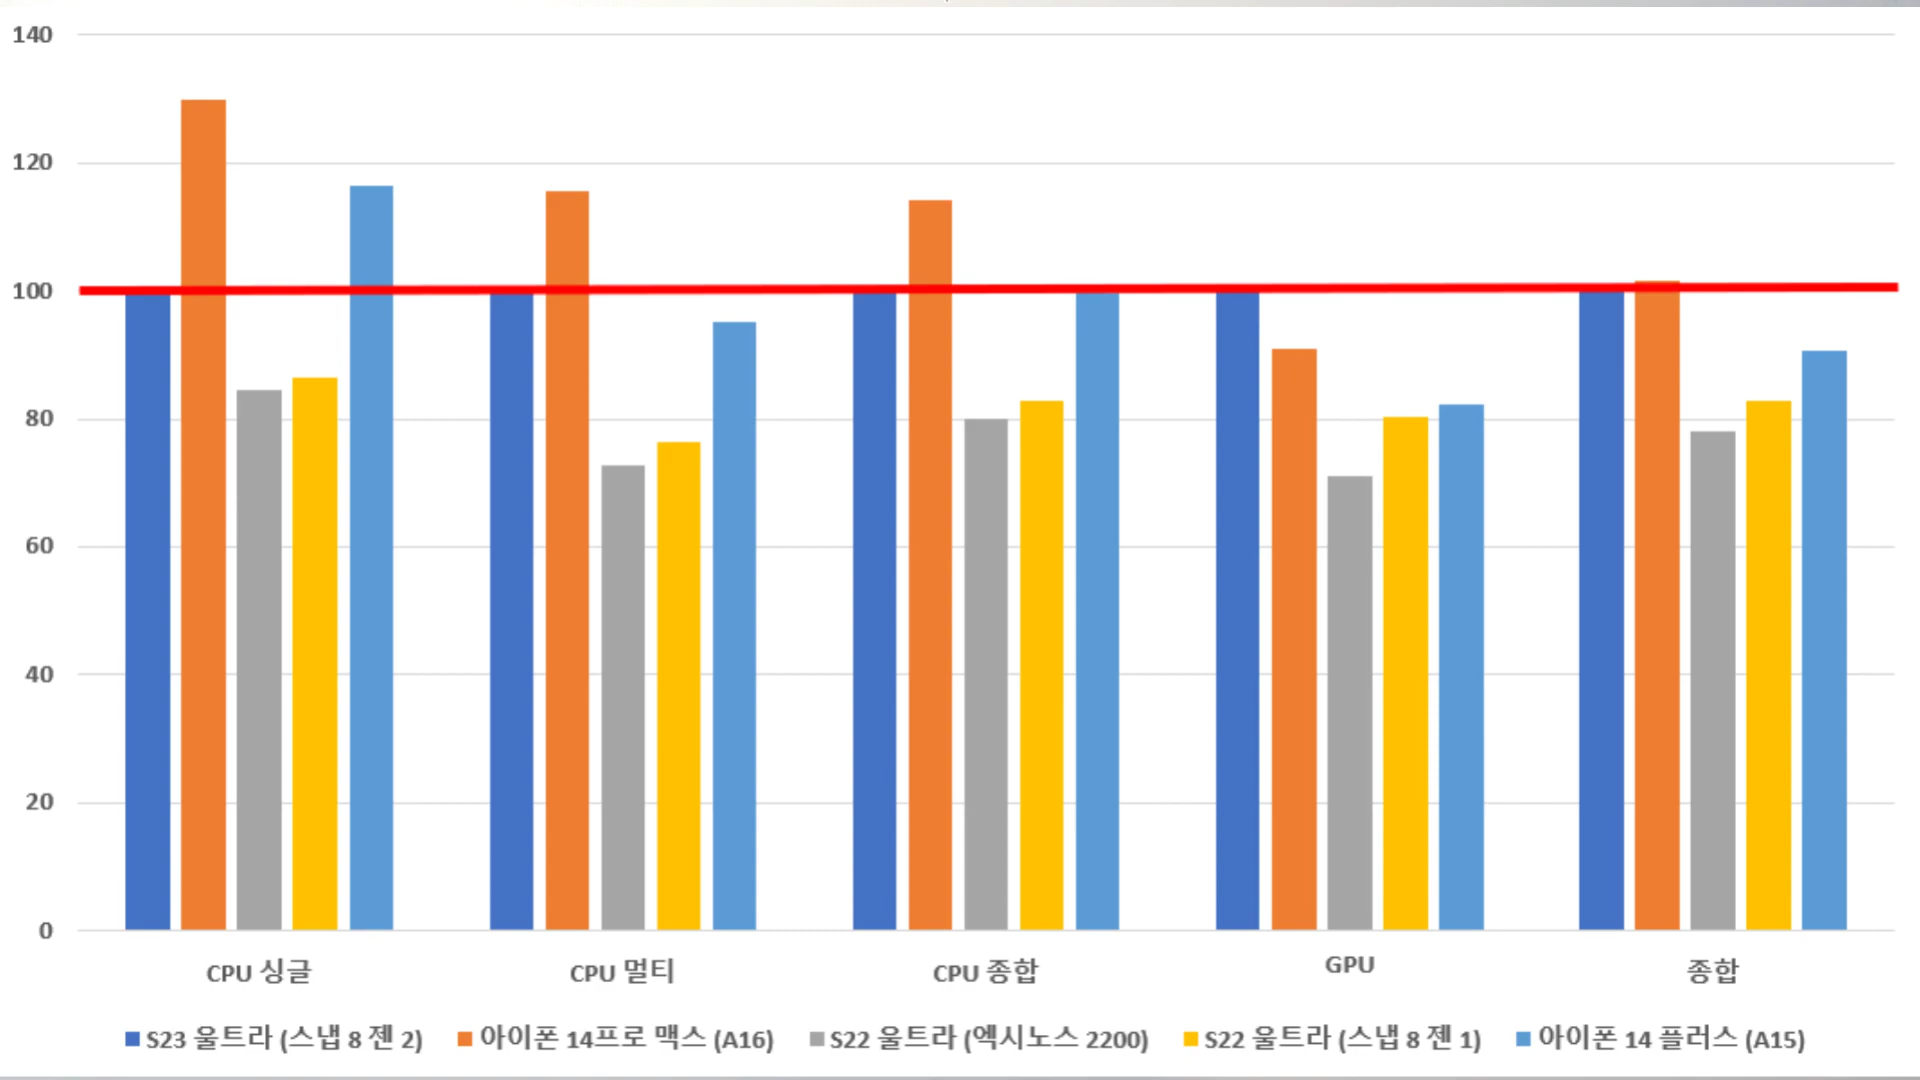 140
120
100
80
60
40
20
0
CPU 싱글
CPU 멀티
CPU 종합
GPU
종합
S23 울트라 (스냅 8 젠 2)
아이폰 14프로 맥스 (A16)
S22 울트라 (엑시노스 2200)
S22 울트라 (스냅 8 젠 1)
아이폰 14 플러스 (A15)